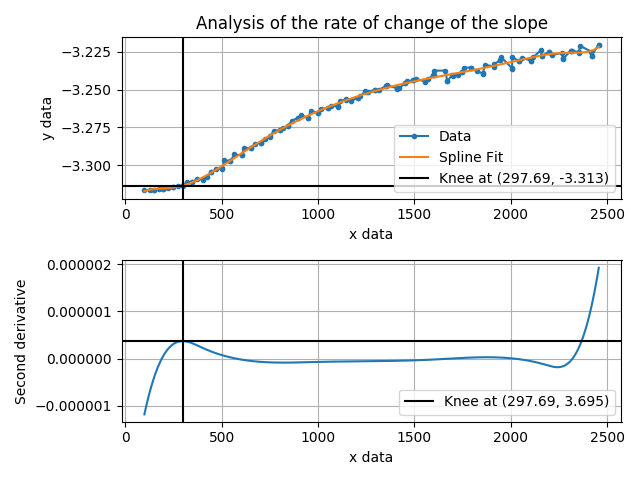 Analysis of the rate of change of the slope
−3.225
−3.250
−3.275
−3.300
y data
Data
Spline Fit
Knee at (297.69, -3.313)
0 500 1000 1500 2000 2500
x data
0.000002
0.000001
0.000000
−0.000001
Second derivative
Knee at (297.69, 3.695)
0 500 1000 1500 2000 2500
x data